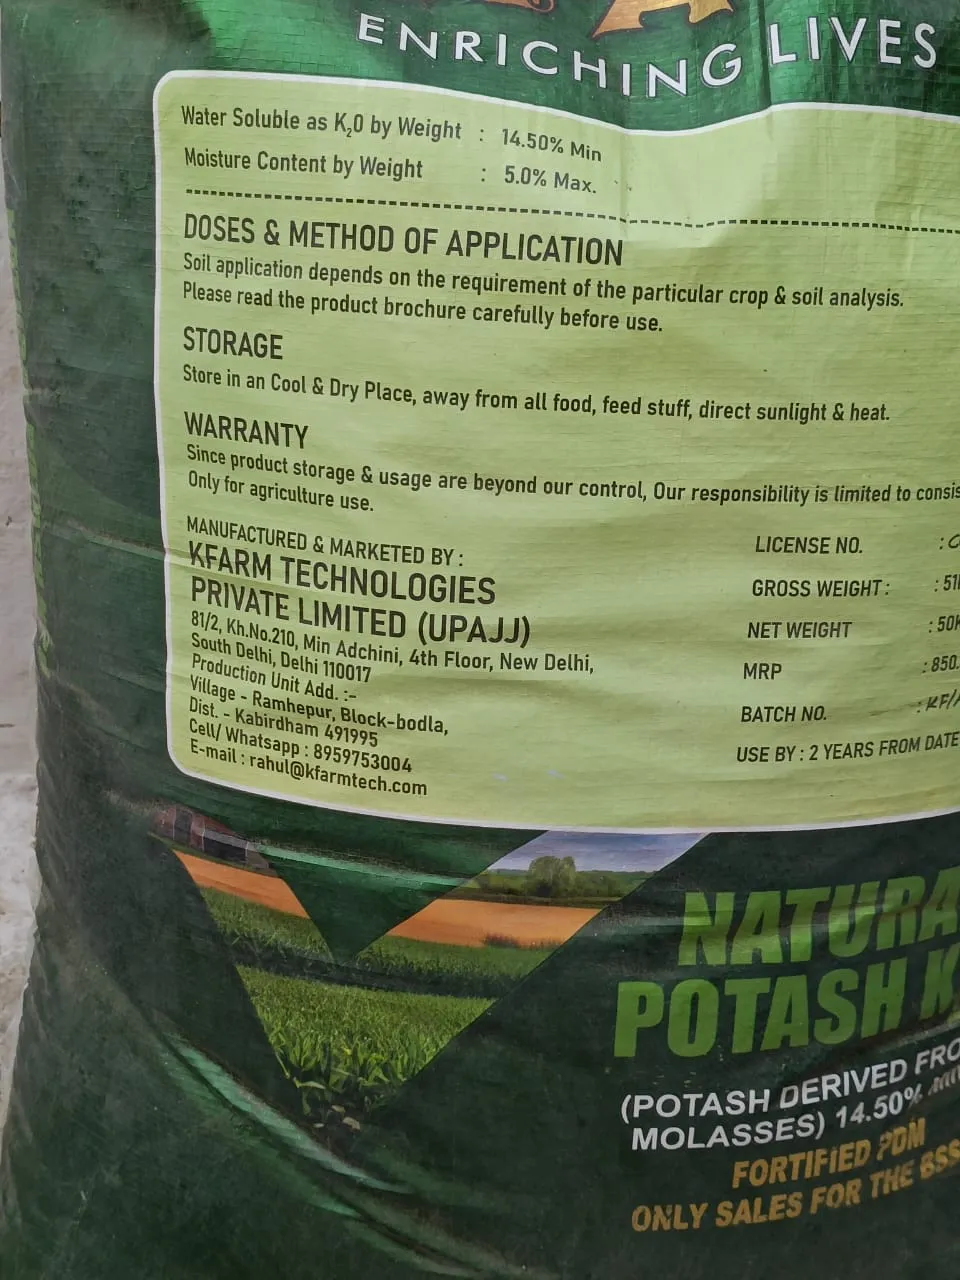 ENRICHING LIVES
Water Soluble as K₂O by Weight : 14.50% Min
Moisture Content by Weight : 5.0% Max.
DOSES & METHOD OF APPLICATION
Soil application depends on the requirement of the particular crop & soil analysis.
Please read the product brochure carefully before use.
STORAGE
Store in an Cool & Dry Place, away from all food, feed stuff, direct sunlight & heat.
WARRANTY
Since product storage & usage are beyond our control, Our responsibility is limited to
Only for agriculture use.
MANUFACTURED & MARKETED BY :
KFARM TECHNOLOGIES
PRIVATE LIMITED (UPAJJ)
81/2, Kh.No.210, Min Adchini, 4th Floor, New Delhi,
South Delhi, Delhi 110017
Production Unit Add. :-
Village - Ramhepur, Block-bodla,
Dist. - Kabirdham 491995
Cell/ Whatsapp : 8959753004
E-mail : rahul@kfarmtech.com
LICENSE NO. :
GROSS WEIGHT : : 51
NET WEIGHT : 50K
MRP : 850.
BATCH NO. : KF/
USE BY : 2 YEARS FROM DATE
NATURA
POTASH K
(POTASH DERIVED FRO
MOLASSES) 14.50%
FORTIFIED PDM
ONLY SALES FOR THE BSS